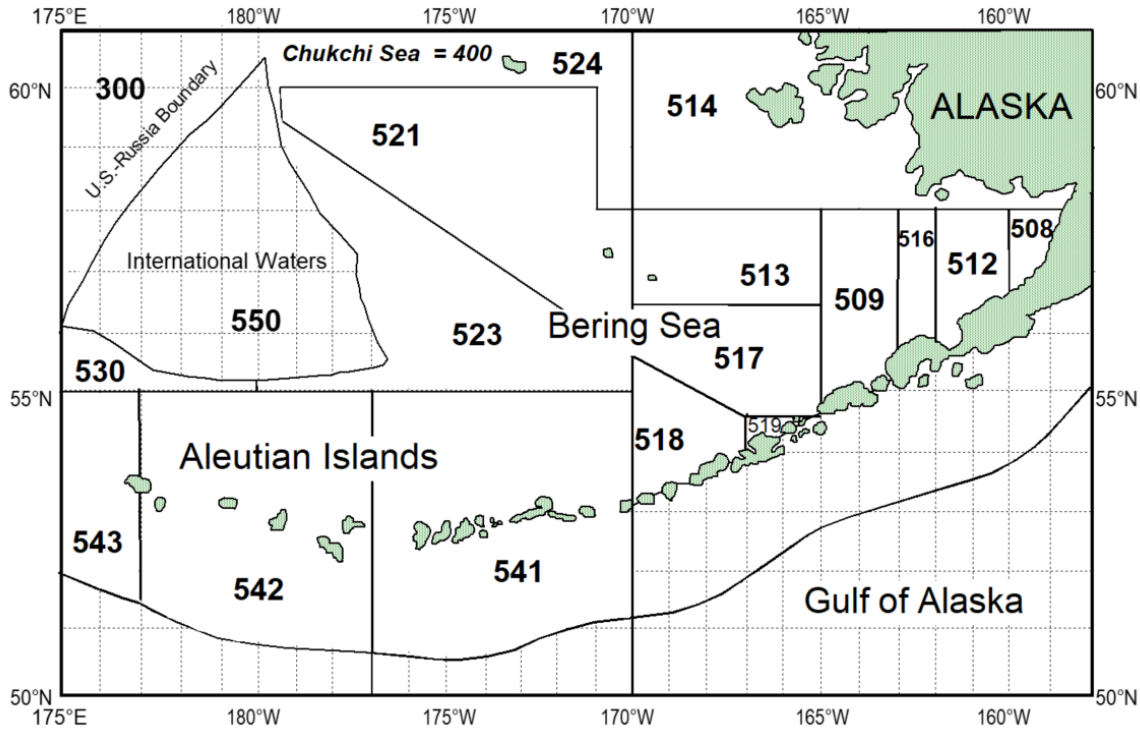 175°E 180°W 175°W 170°W 165°W 160°W
Chukchi Sea = 400
524
60°N
300
514
60°N
ALASKA
U.S.-Russia Boundary
521
508
516
International Waters
512
513
509
550
523
Bering Sea
517
530
55°N
55°N
519
518
Aleutian Islands
543
541
542
Gulf of Alaska
50°N
50°N
175°E 180°W 175°W 170°W 165°W 160°W